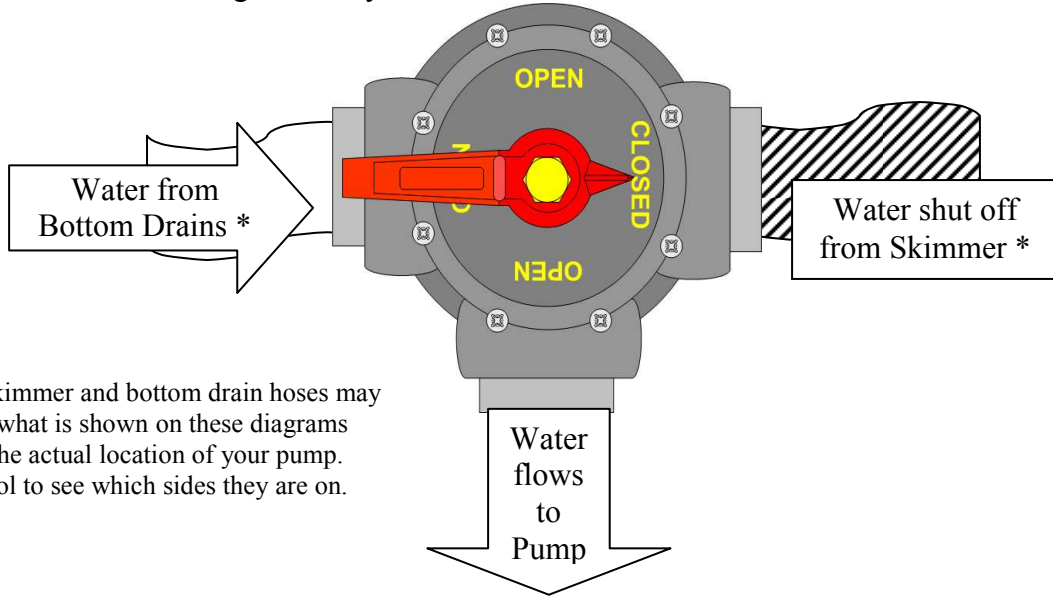 OPEN
CLOSED
Water from
Bottom Drains *
Water shut off
from Skimmer *
OPEN
kimmer and bottom drain hoses may
what is shown on these diagrams
he actual location of your pump.
ol to see which sides they are on.
Water
flows
to
Pump